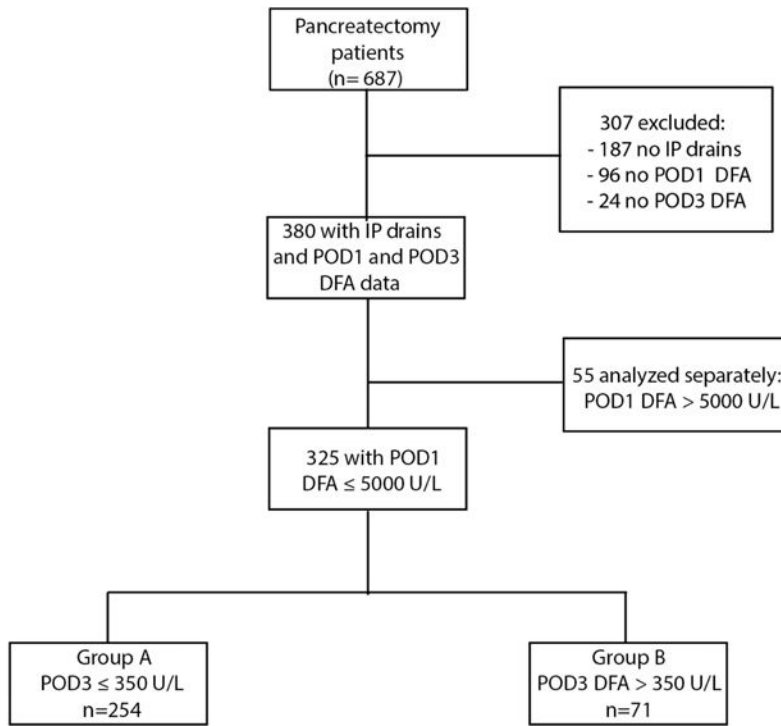 Pancreatectomy
patients
(n= 687)
307 excluded:
- 187 no IP drains
- 96 no POD1 DFA
- 24 no POD3 DFA
380 with IP drains
and POD1 and POD3
DFA data
55 analyzed separately:
POD1 DFA > 5000 U/L
325 with POD1
DFA ≤ 5000 U/L
Group A
POD3 ≤ 350 U/L
n=254
Group B
POD3 DFA > 350 U/L
n=71